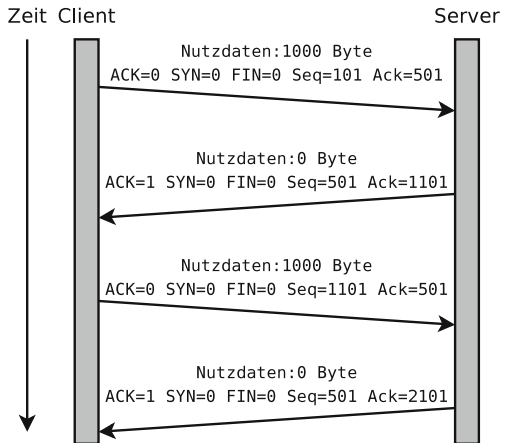 Zeit Client Server
Nutzdaten:1000 Byte
ACK=0 SYN=0 FIN=0 Seq=101 Ack=501
Nutzdaten:0 Byte
ACK=1 SYN=0 FIN=0 Seq=501 Ack=1101
Nutzdaten:1000 Byte
ACK=0 SYN=0 FIN=0 Seq=1101 Ack=501
Nutzdaten:0 Byte
ACK=1 SYN=0 FIN=0 Seq=501 Ack=2101